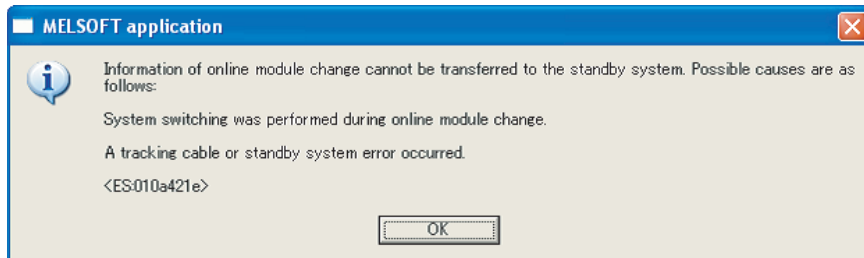 MELSOFT application
Information of online module change cannot be transferred to the standby system. Possible causes are as
follows:
System switching was performed during online module change.
A tracking cable or standby system error occurred.
<ES:010a421e>
OK